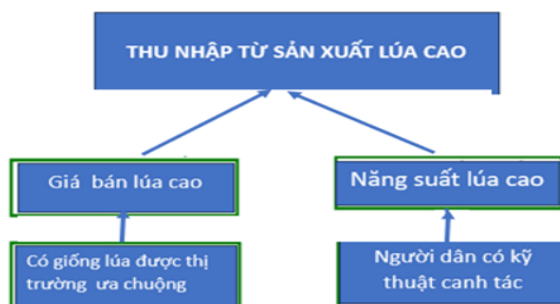 THU NHẬP TỪ SẢN XUẤT LÚA CAO
Giá bán lúa cao
Năng suất lúa cao
Có giống lúa được thị
trường ưa chuộng
Người dân có kỹ
thuật canh tác